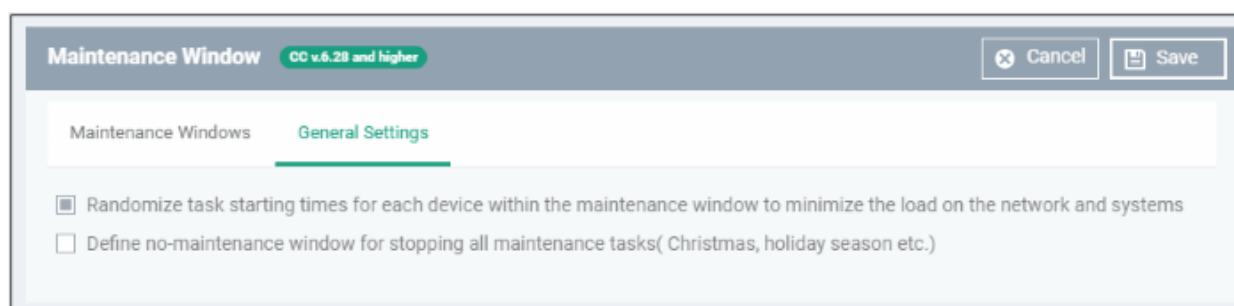 Maintenance Window CC v.6.28 and higher Cancel Save
Maintenance Windows General Settings
Randomize task starting times for each device within the maintenance window to minimize the load on the network and systems
Define no-maintenance window for stopping all maintenance tasks( Christmas, holiday season etc.)